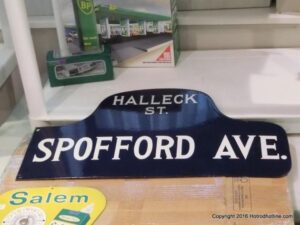 BP
HALLECK
ST.
SPOFFORD AVE.
Salem
Copyright 2016 Hotrodhotline.com